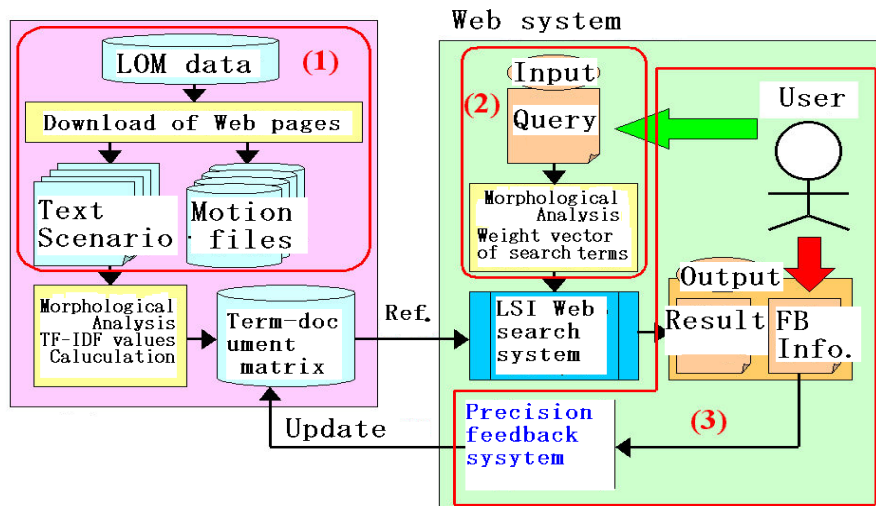 Web system
LOM data
(1)
Download of Web pages
Text
Scenario
Motion
files
Morphological
Analysis
TF-IDF values
Caluculation
Term-doc
ument
matrix
Ref.
Update
Input
(2)
Query
Morphological
Analysis
Weight vector
of search terms
LSI Web
search
system
User
Output
Result
FB
Info.
Precision
feedback
sysytem
(3)